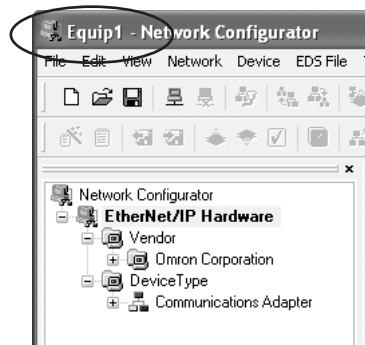 Equip1 - Network Configurator
File Edit View Network Device EDS File
Network Configurator
EtherNet/IP Hardware
Vendor
Omron Corporation
DeviceType
Communications Adapter